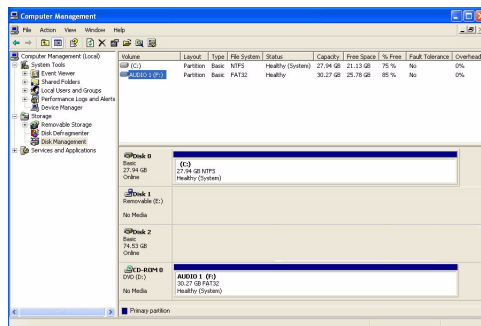 Computer Management
File Action View Window Help
Computer Management (Local)
System Tools
Event Viewer
Shared Folders
Local Users and Groups
Performance Logs and Alerts
Device Manager
Storage
Removable Storage
Disk Defragmenter
Disk Management
Services and Applications
Volume Layout Type File System Status Capacity Free Space % Free Fault Tolerance Overhead
(C:) Partition Basic NTFS Healthy (System) 27.94 GB 21.13 GB 75 % No 0%
AUDIO 1 (F:) Partition Basic FAT32 Healthy 30.27 GB 25.78 GB 85 % No 0%
Disk 0
Basic
27.94 GB
Online
(C:)
27.94 GB NTFS
Healthy (System)
Disk 1
Removable (E:)
No Media
Disk 2
Basic
74.53 GB
Online
CD-ROM 0
DVD (D:)
No Media
AUDIO 1 (F:)
30.27 GB FAT32
Healthy (System)
Primary partition